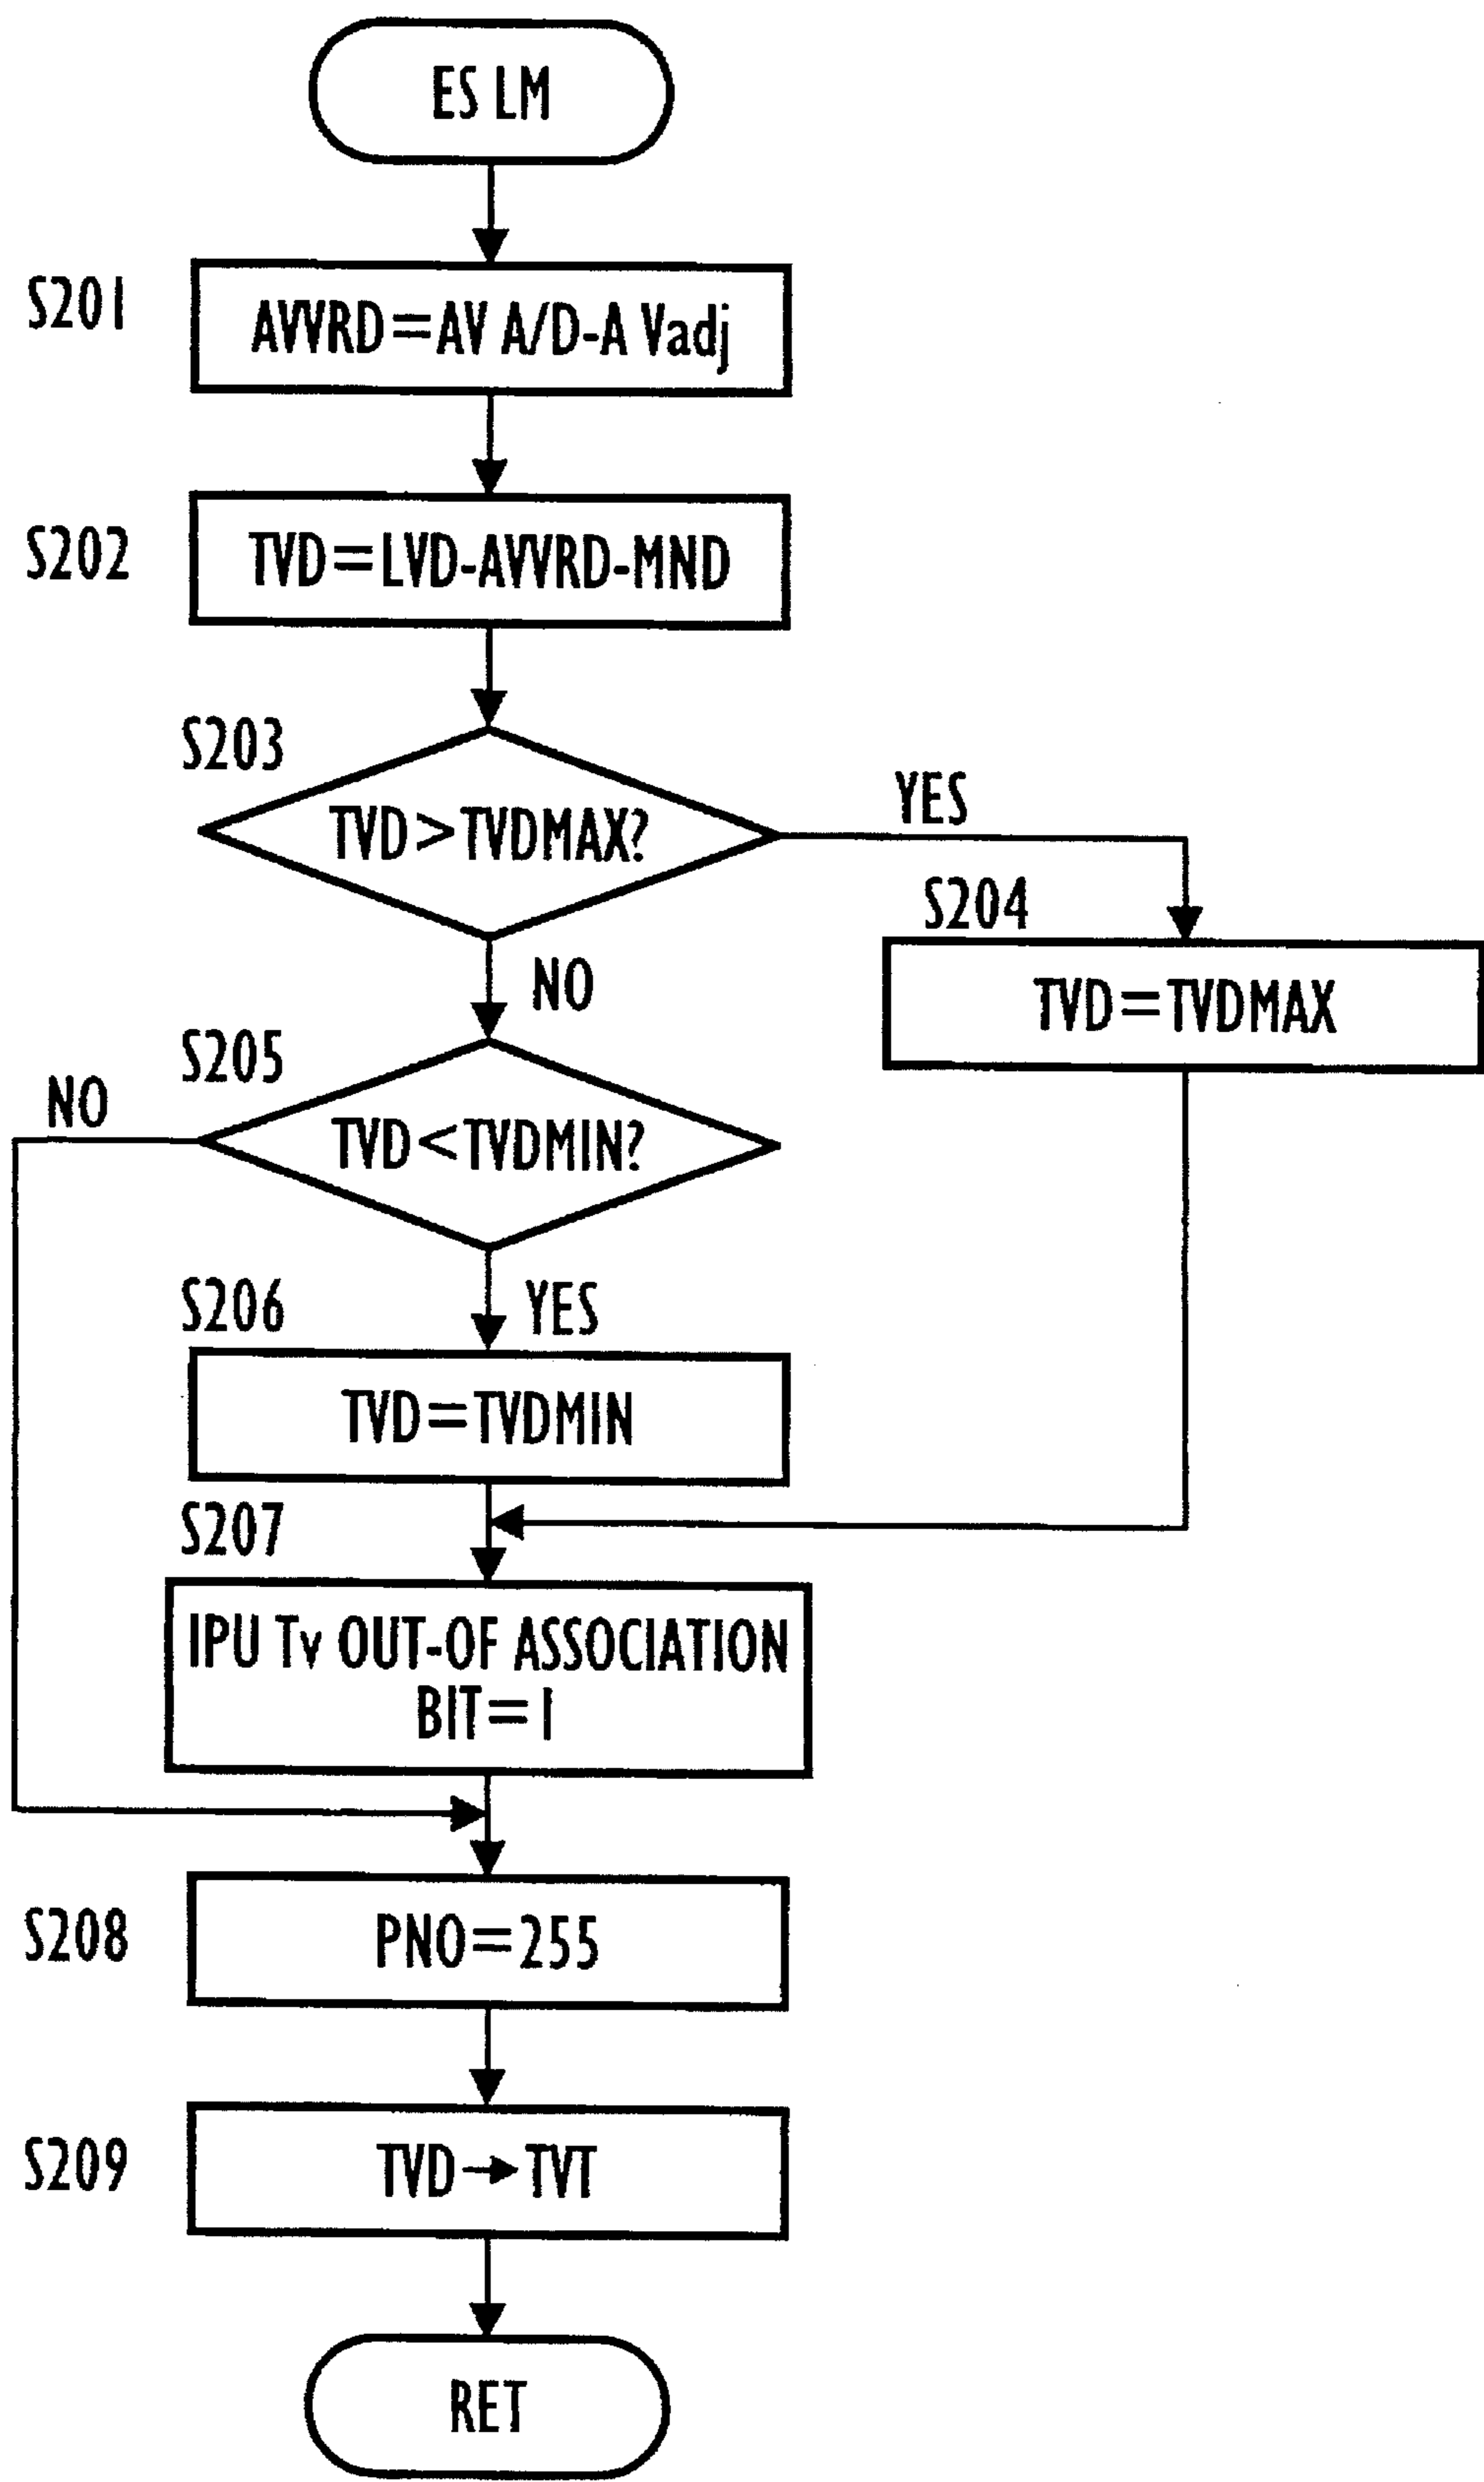 ES LM
S201
AVVRD=AV A/D-A Vadj
S202
TVD=LVD-AVVRD-MND
S203
TVD>TVDMAX?
YES
S204
TVD=TVDMAX
NO
S205
NO
TVD<TVDMIN?
YES
S206
TVD=TVDMIN
S207
IPU Tv OUT-OF ASSOCIATION
BIT=1
S208
PNO=255
S209
TVD→TVT
RET